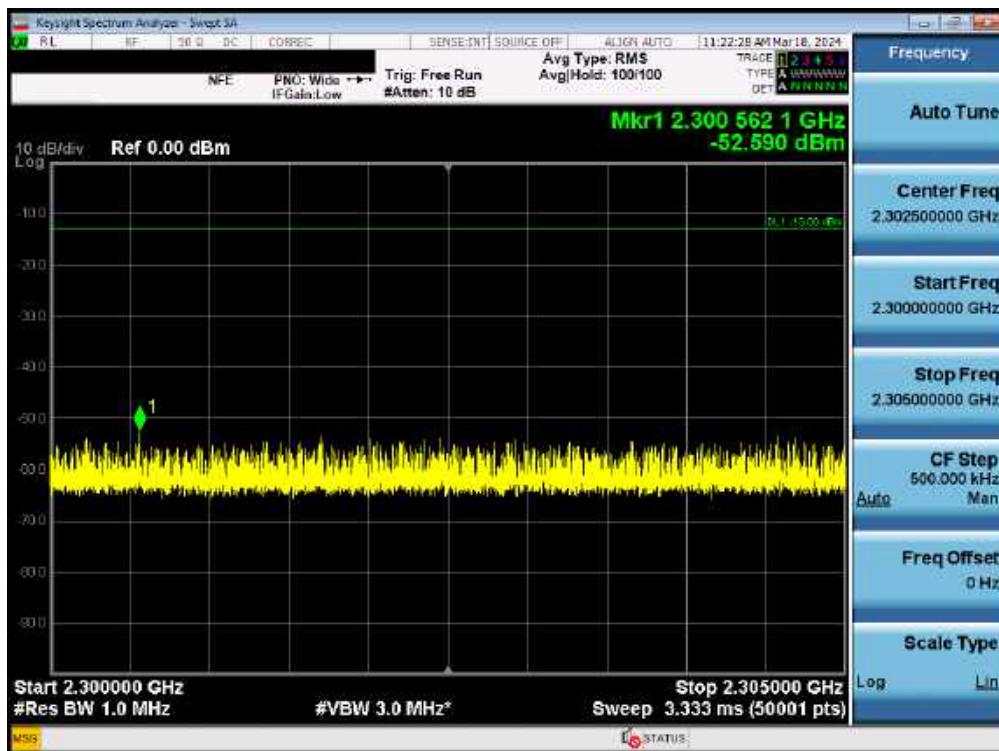 Keysight Spectrum Analyzer - Swept SA
RL RF 50 Ω DC CORREC SENSE:INT SOURCE OFF ALIGN AUTO 11:22:28 AM Mar 18, 2024
NFE PNO: Wide Trig: Free Run Avg Type: RMS TRACE 1 2 3 4 5
IFGain:Low #Atten: 10 dB Avg|Hold: 100/100 TYPE A
DET A N N N N N
Mkr1 2.300 562 1 GHz
-52.590 dBm
10 dB/div Ref 0.00 dBm
Log
-10.0
DL1 -13.00 dBm
-20.0
-30.0
-40.0
-50.0
1
-60.0
-70.0
-80.0
-90.0
Start 2.300000 GHz Stop 2.305000 GHz
#Res BW 1.0 MHz #VBW 3.0 MHz* Sweep 3.333 ms (50001 pts)
MSG STATUS
Frequency
Auto Tune
Center Freq
2.302500000 GHz
Start Freq
2.300000000 GHz
Stop Freq
2.305000000 GHz
CF Step
500.000 kHz
Auto Man
Freq Offset
0 Hz
Scale Type
Log Lin